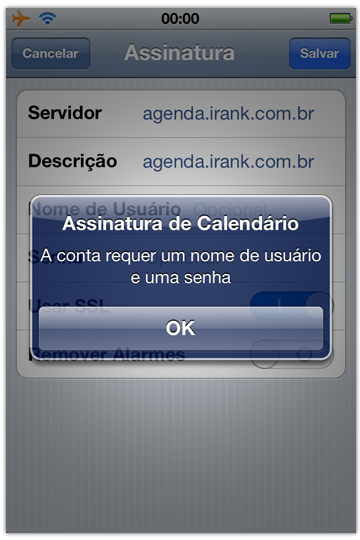 00:00
Cancelar Assinatura Salvar
Servidor agenda.irank.com.br
Descrição agenda.irank.com.br
Nome de Usuário Opcional
Assinatura de Calendário
A conta requer um nome de usuário
e uma senha
Usar SSL
OK
Remover Alarmes